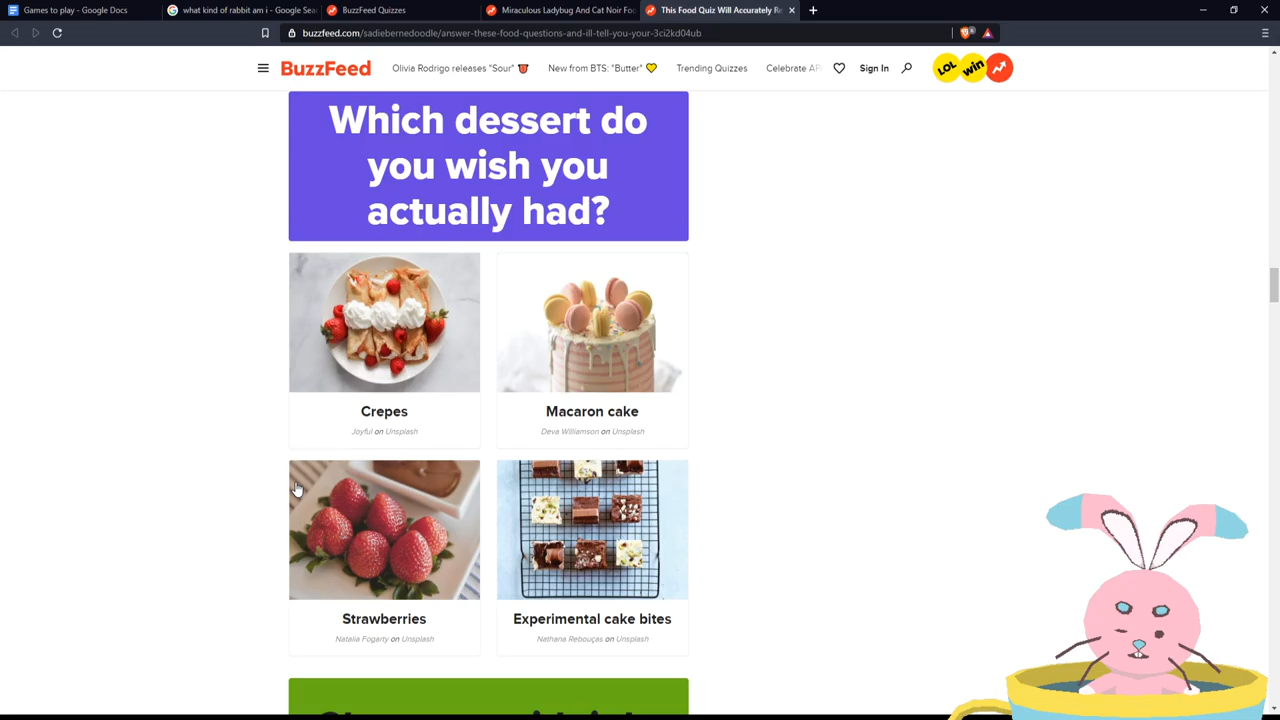 Games to play - Google Docs
what kind of rabbit am i - Google Sea
BuzzFeed Quizzes
Miraculous Ladybug And Cat Noir Foo
This Food Quiz Will Accurately Re
buzzfeed.com/sadiebernedoodle/answer-these-food-questions-and-ill-tell-you-your-3ci2kd04ub
BuzzFeed
Olivia Rodrigo releases "Sour"
New from BTS: "Butter"
Trending Quizzes
Celebrate AP
Sign In
LOL
win
Which dessert do
you wish you
actually had?
Crepes
Joyful on Unsplash
Macaron cake
Deva Williamson on Unsplash
Strawberries
Natalia Fogarty on Unsplash
Experimental cake bites
Nathana Rebouças on Unsplash